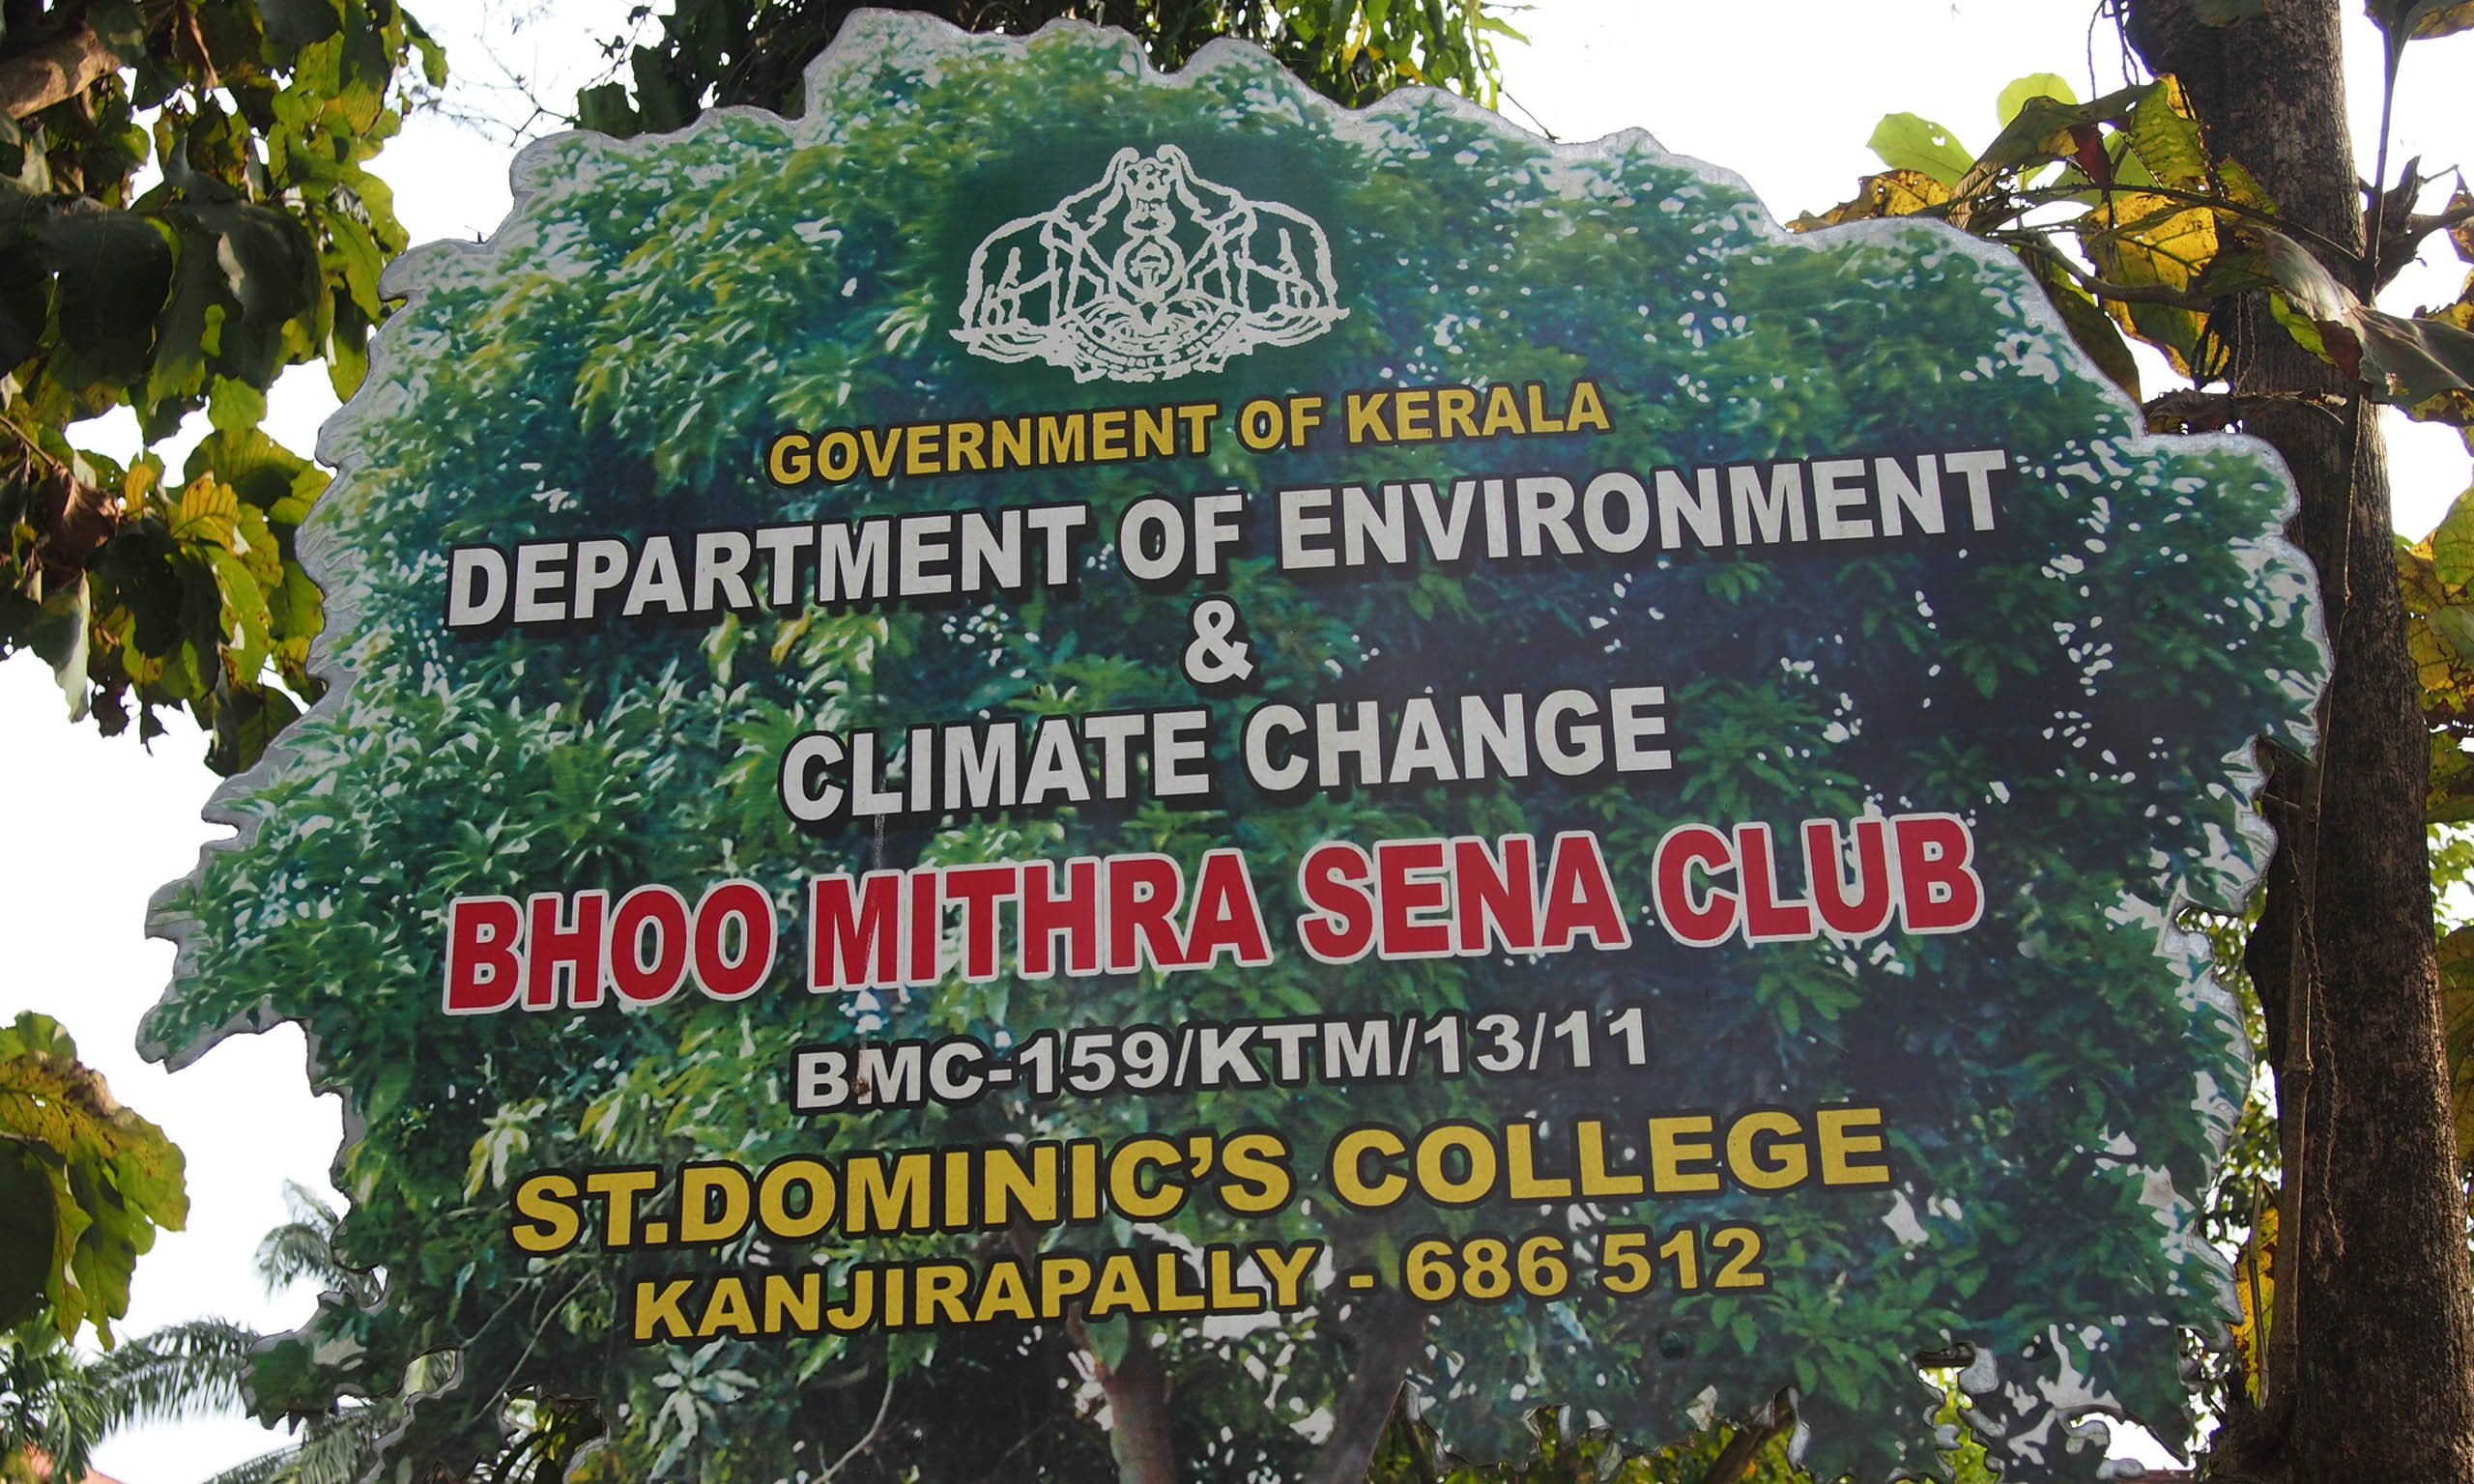 GOVERNMENT OF KERALA
DEPARTMENT OF ENVIRONMENT
&
CLIMATE CHANGE
BHOO MITHRA SENA CLUB
BMC-159/KTM/13/11
ST.DOMINIC'S COLLEGE
KANJIRAPALLY - 686 512